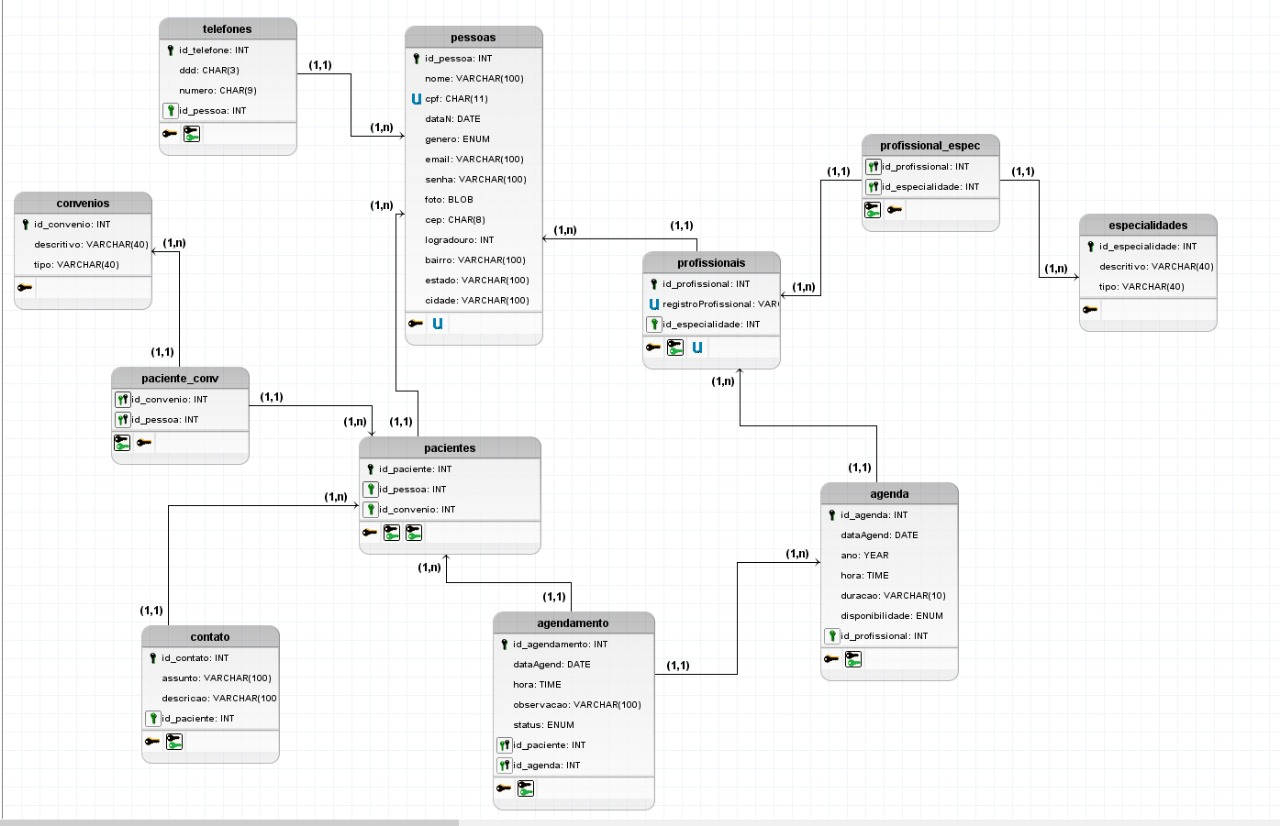 telefones
id_telefone: INT
ddd: CHAR(3)
numero: CHAR(9)
id_pessoa: INT
(1,1)
(1,n)
pessoas
id_pessoa: INT
nome: VARCHAR(100)
U cpf: CHAR(11)
dataN: DATE
genero: ENUM
email: VARCHAR(100)
senha: VARCHAR(100)
foto: BLOB
cep: CHAR(8)
logradouro: INT
bairro: VARCHAR(100)
estado: VARCHAR(100)
cidade: VARCHAR(100)
U
(1,n)
(1,n)
(1,1)
profissional_espec
id_profissional: INT
id_especialidade: INT
(1,1)
(1,1)
(1,n)
(1,n)
especialidades
id_especialidade: INT
descritivo: VARCHAR(40)
tipo: VARCHAR(40)
convenios
id_convenio: INT
descritivo: VARCHAR(40)
tipo: VARCHAR(40)
(1,n)
(1,1)
profissionais
id_profissional: INT
U registroProfissional: VAR
id_especialidade: INT
U
(1,n)
(1,1)
paciente_conv
id_convenio: INT
id_pessoa: INT
(1,1)
(1,n)
(1,1)
pacientes
id_paciente: INT
id_pessoa: INT
id_convenio: INT
(1,n)
(1,1)
(1,n)
(1,1)
agenda
id_agenda: INT
dataAgend: DATE
ano: YEAR
hora: TIME
duracao: VARCHAR(10)
disponibilidade: ENUM
id_profissional: INT
(1,n)
(1,1)
contato
id_contato: INT
assunto: VARCHAR(100)
descricao: VARCHAR(100
id_paciente: INT
agendamento
id_agendamento: INT
dataAgend: DATE
hora: TIME
observacao: VARCHAR(100)
status: ENUM
id_paciente: INT
id_agenda: INT